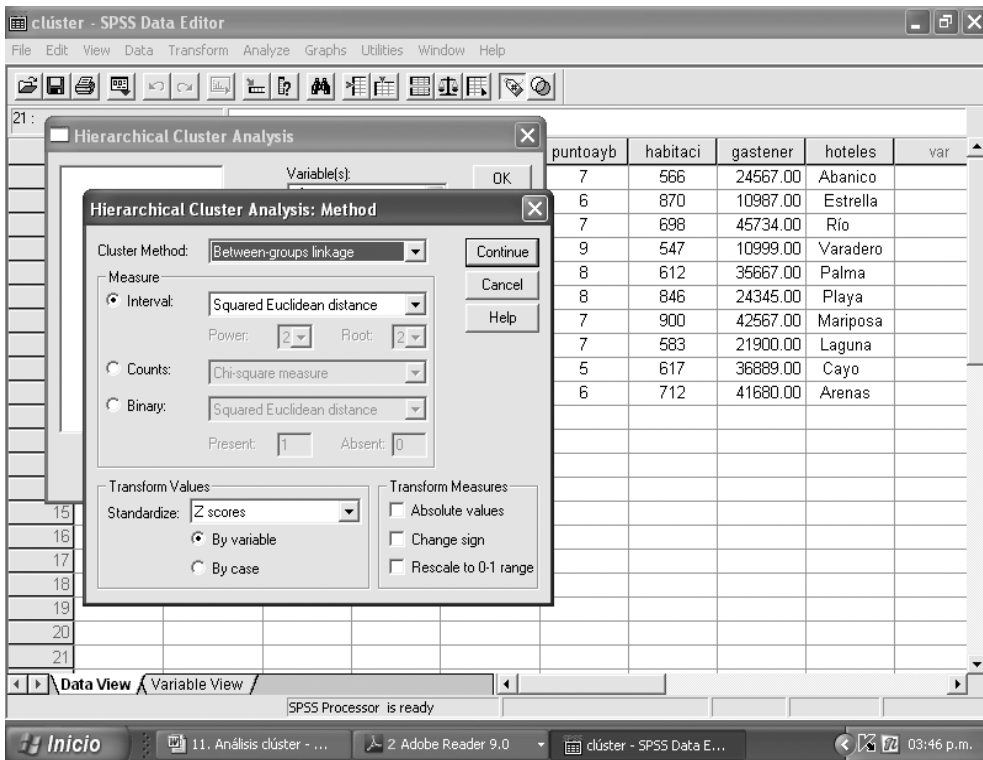 clúster - SPSS Data Editor
File Edit View Data Transform Analyze Graphs Utilities Window Help
21 :
Hierarchical Cluster Analysis
Variable(s):
OK
Hierarchical Cluster Analysis: Method
Cluster Method: Between-groups linkage
Continue
Cancel
Help
Measure
Interval: Squared Euclidean distance
Power: 2 Root: 2
Counts: Chi-square measure
Binary: Squared Euclidean distance
Present: 1 Absent: 0
Transform Values
Standardize: Z scores
By variable
By case
Transform Measures
Absolute values
Change sign
Rescale to 0-1 range
puntoayb habitaci gastener hoteles var
7 566 24567.00 Abanico
6 870 10987.00 Estrella
7 698 45734.00 Río
9 547 10999.00 Varadero
8 612 35667.00 Palma
8 846 24345.00 Playa
7 900 42567.00 Mariposa
7 583 21900.00 Laguna
5 617 36889.00 Cayo
6 712 41680.00 Arenas
15
16
17
18
19
20
21
Data View Variable View
SPSS Processor is ready
Inicio
11. Análisis clúster - ...
2 Adobe Reader 9.0
clúster - SPSS Data E...
03:46 p.m.